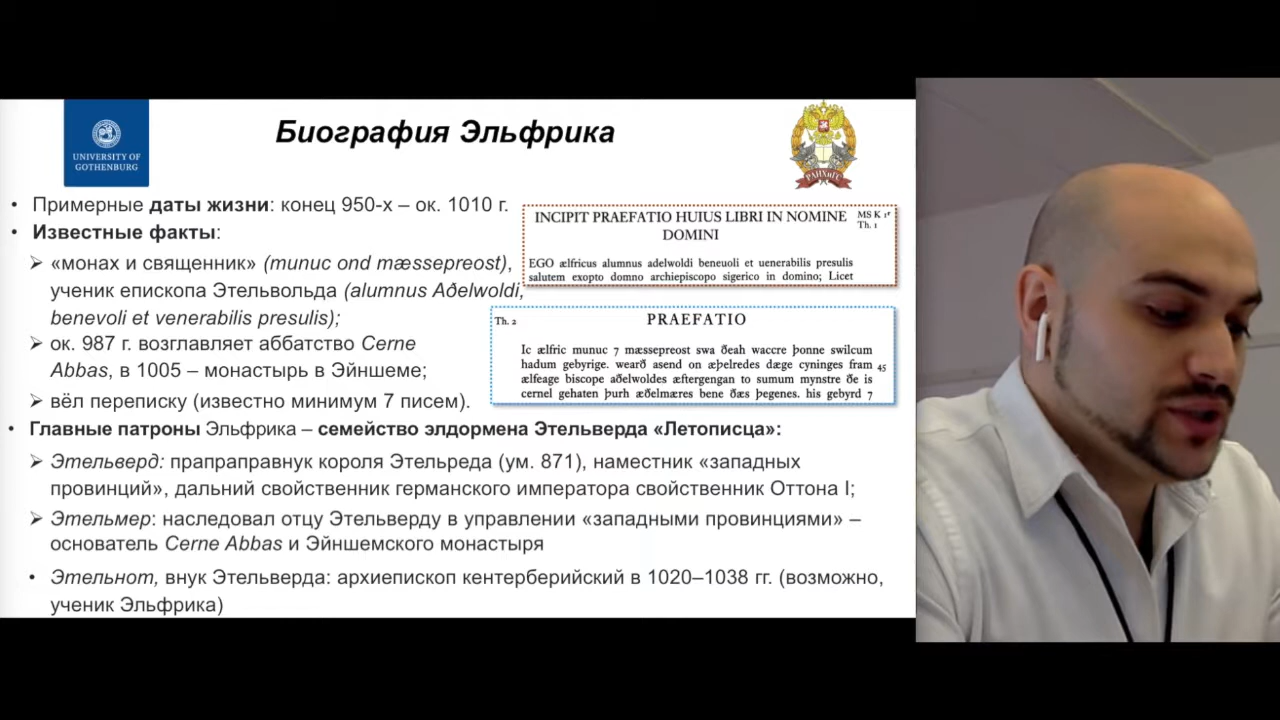 UNIVERSITY OF
GOTHENBURG
Биография Эльфрика
РАНХиГС
• Примерные даты жизни: конец 950-х – ок. 1010 г.
• Известные факты:
➢ «монах и священник» (munuc ond mæssepreost),
ученик епископа Этельвольда (alumnus Aðelwoldi,
benevoli et venerabilis presulis);
➢ ок. 987 г. возглавляет аббатство Cerne
Abbas, в 1005 – монастырь в Эйншеме;
➢ вёл переписку (известно минимум 7 писем).
INCIPIT PRAEFATIO HUIUS LIBRI IN NOMINE
DOMINI
MS K 1r
Th. 1
EGO ælfricus alumnus adelwoldi beneuoli et uenerabilis presulis
salutem exopto domno archiepiscopo sigerico in domino; Licet
Th. 2
PRAEFATIO
Ic ælfric munuc 7 mæssepreost swa ðeah waccre þonne swilcum
hadum gebyrige. wearð asend on æþelredes dæge cyninges fram 45
ælfeage biscope aðelwoldes æftergengan to sumum mynstre ðe is
cernel gehaten þurh æðelmæres bene ðæs þegenes. his gebyrd 7
• Главные патроны Эльфрика – семейство элдормена Этельверда «Летописца»:
➢ Этельверд: прапраправнук короля Этельреда (ум. 871), наместник «западных
провинций», дальний свойственник германского императора свойственник Оттона I;
➢ Этельмер: наследовал отцу Этельверду в управлении «западными провинциями» –
основатель Cerne Abbas и Эйншемского монастыря
• Этельнот, внук Этельверда: архиепископ кентерберийский в 1020–1038 гг. (возможно,
ученик Эльфрика)